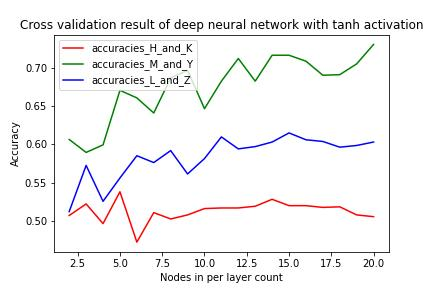 Cross validation result of deep neural network with tanh activation
accuracies_H_and_K
accuracies_M_and_Y
accuracies_L_and_Z
0.70
0.65
0.60
0.55
0.50
Accuracy
2.5 5.0 7.5 10.0 12.5 15.0 17.5 20.0
Nodes in per layer count